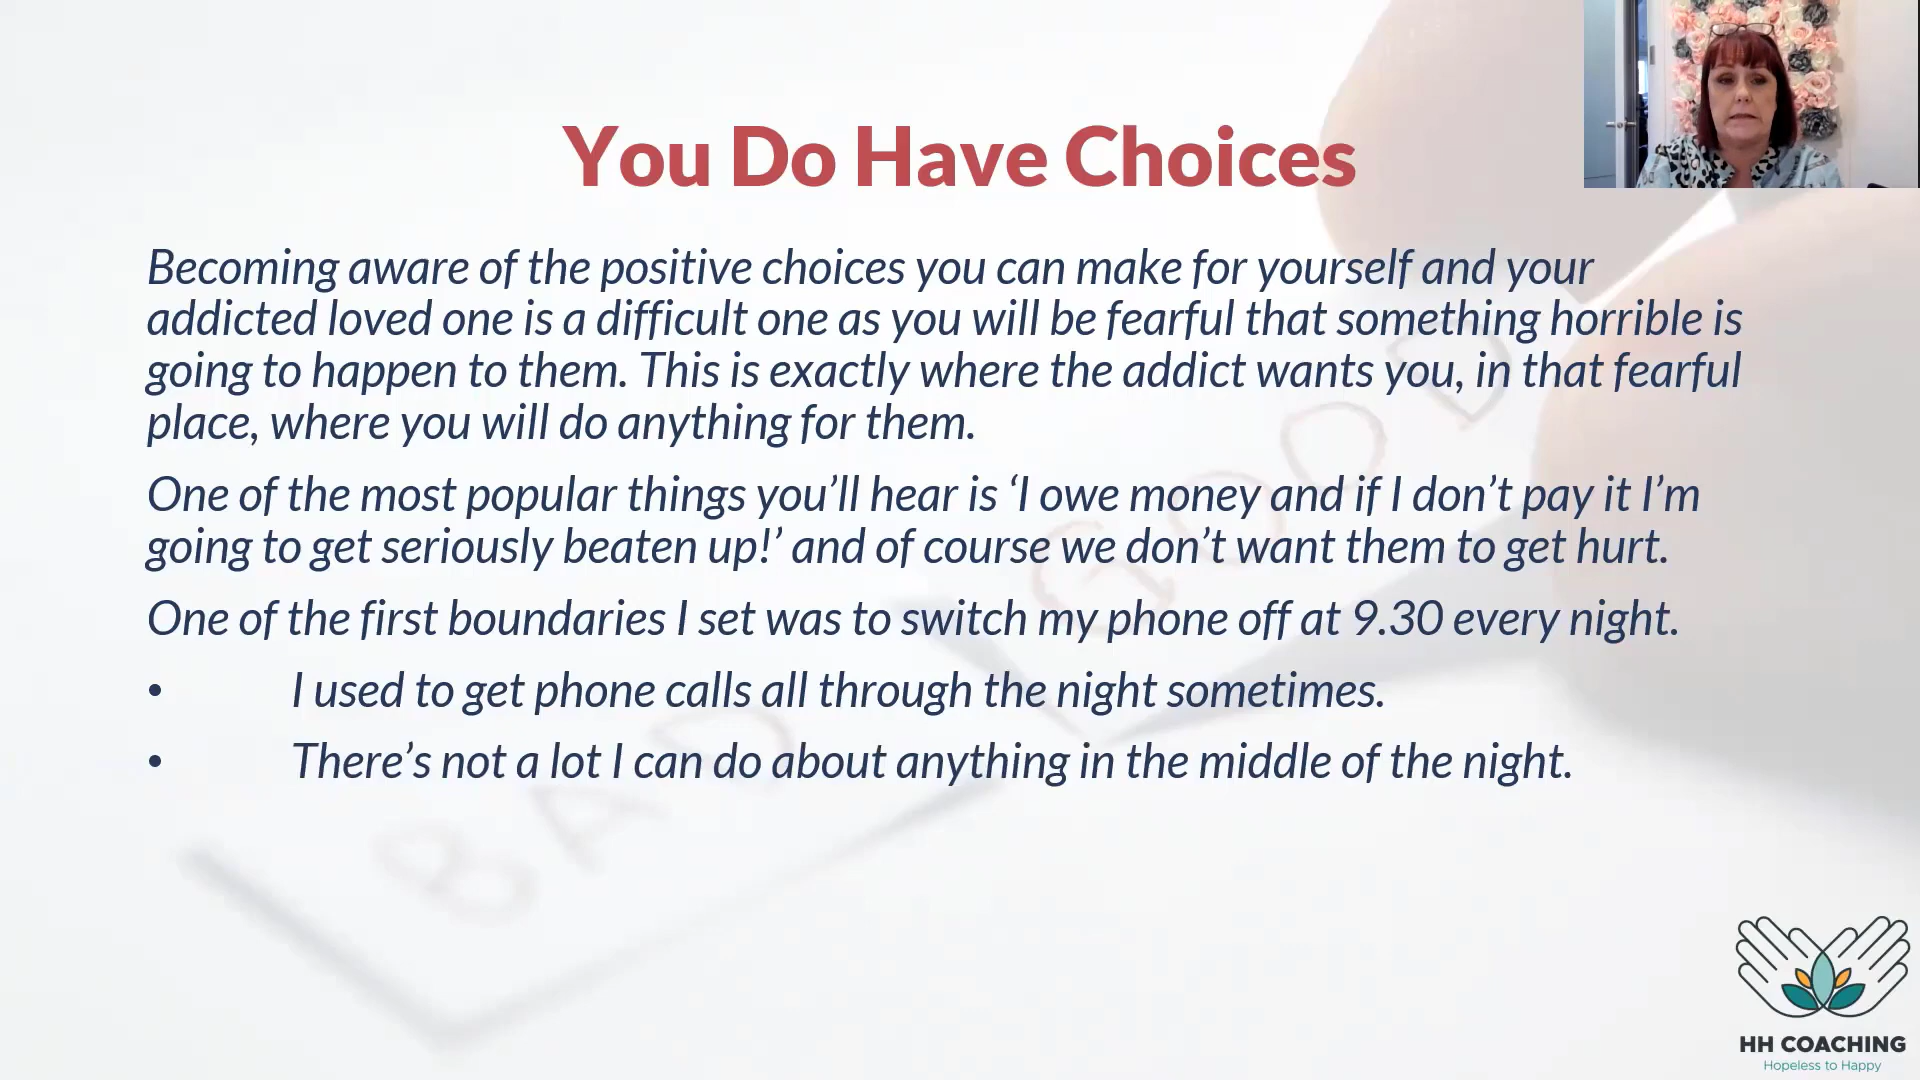 You Do Have Choices
Becoming aware of the positive choices you can make for yourself and your
addicted loved one is a difficult one as you will be fearful that something horrible is
going to happen to them. This is exactly where the addict wants you, in that fearful
place, where you will do anything for them.
One of the most popular things you’ll hear is ‘I owe money and if I don’t pay it I’m
going to get seriously beaten up!’ and of course we don’t want them to get hurt.
One of the first boundaries I set was to switch my phone off at 9.30 every night.
• I used to get phone calls all through the night sometimes.
• There’s not a lot I can do about anything in the middle of the night.
GOOD
BAD
HH COACHING
Hopeless to Happy